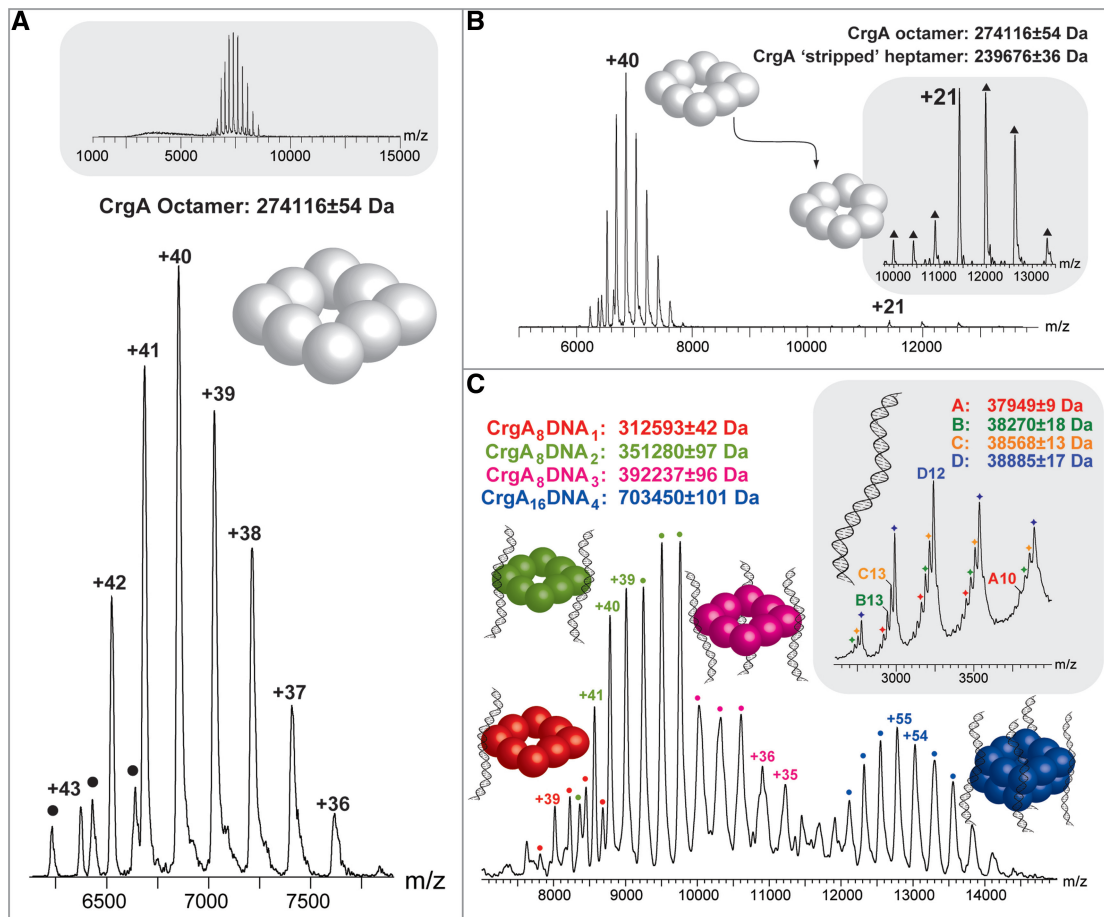 A
1000 5000 10000 15000 m/z
CrgA Octamer: 274116±54 Da
+40
+41
+39
+38
+42
+37
+43
+36
6500 7000 7500 m/z
B
CrgA octamer: 274116±54 Da
CrgA ‘stripped’ heptamer: 239676±36 Da
+40
+21
10000 11000 12000 13000
m/z
+21
m/z
6000 8000 10000 12000
C
CrgA₈DNA₁: 312593±42 Da
CrgA₈DNA₂: 351280±97 Da
CrgA₈DNA₃: 392237±96 Da
CrgA₁₆DNA₄: 703450±101 Da
A: 37949±9 Da
B: 38270±18 Da
C: 38568±13 Da
D: 38885±17 Da
D12
C13
A10
B13
3000 3500 m/z
+39
+40
+41
+55
+54
+36
+35
+39
m/z
8000 9000 10000 11000 12000 13000 14000